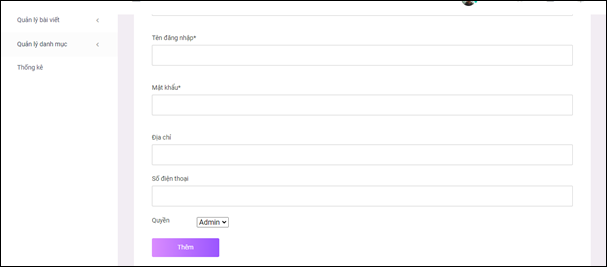 Quản lý bài viết
Quản lý danh mục
Thống kê
Tên đăng nhập*
Mật khẩu*
Địa chỉ
Số điện thoại
Quyền Admin
Thêm